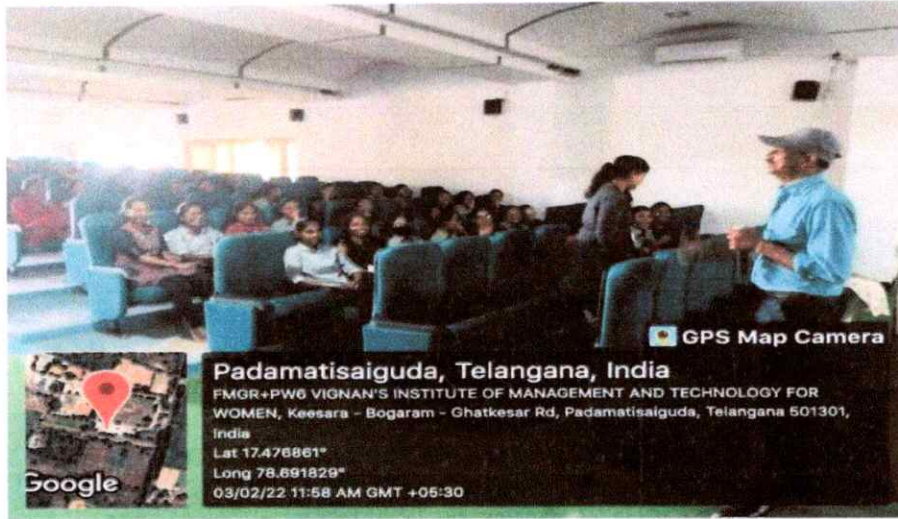 GPS Map Camera
Padamatisaiguda, Telangana, India
FMGR+PW6 VIGNAN'S INSTITUTE OF MANAGEMENT AND TECHNOLOGY FOR
WOMEN, Keesara - Bogaram - Ghatkesar Rd, Padamatisaiguda, Telangana 501301,
India
Lat 17.476861°
Long 78.691829°
03/02/22 11:58 AM GMT +05:30
Google